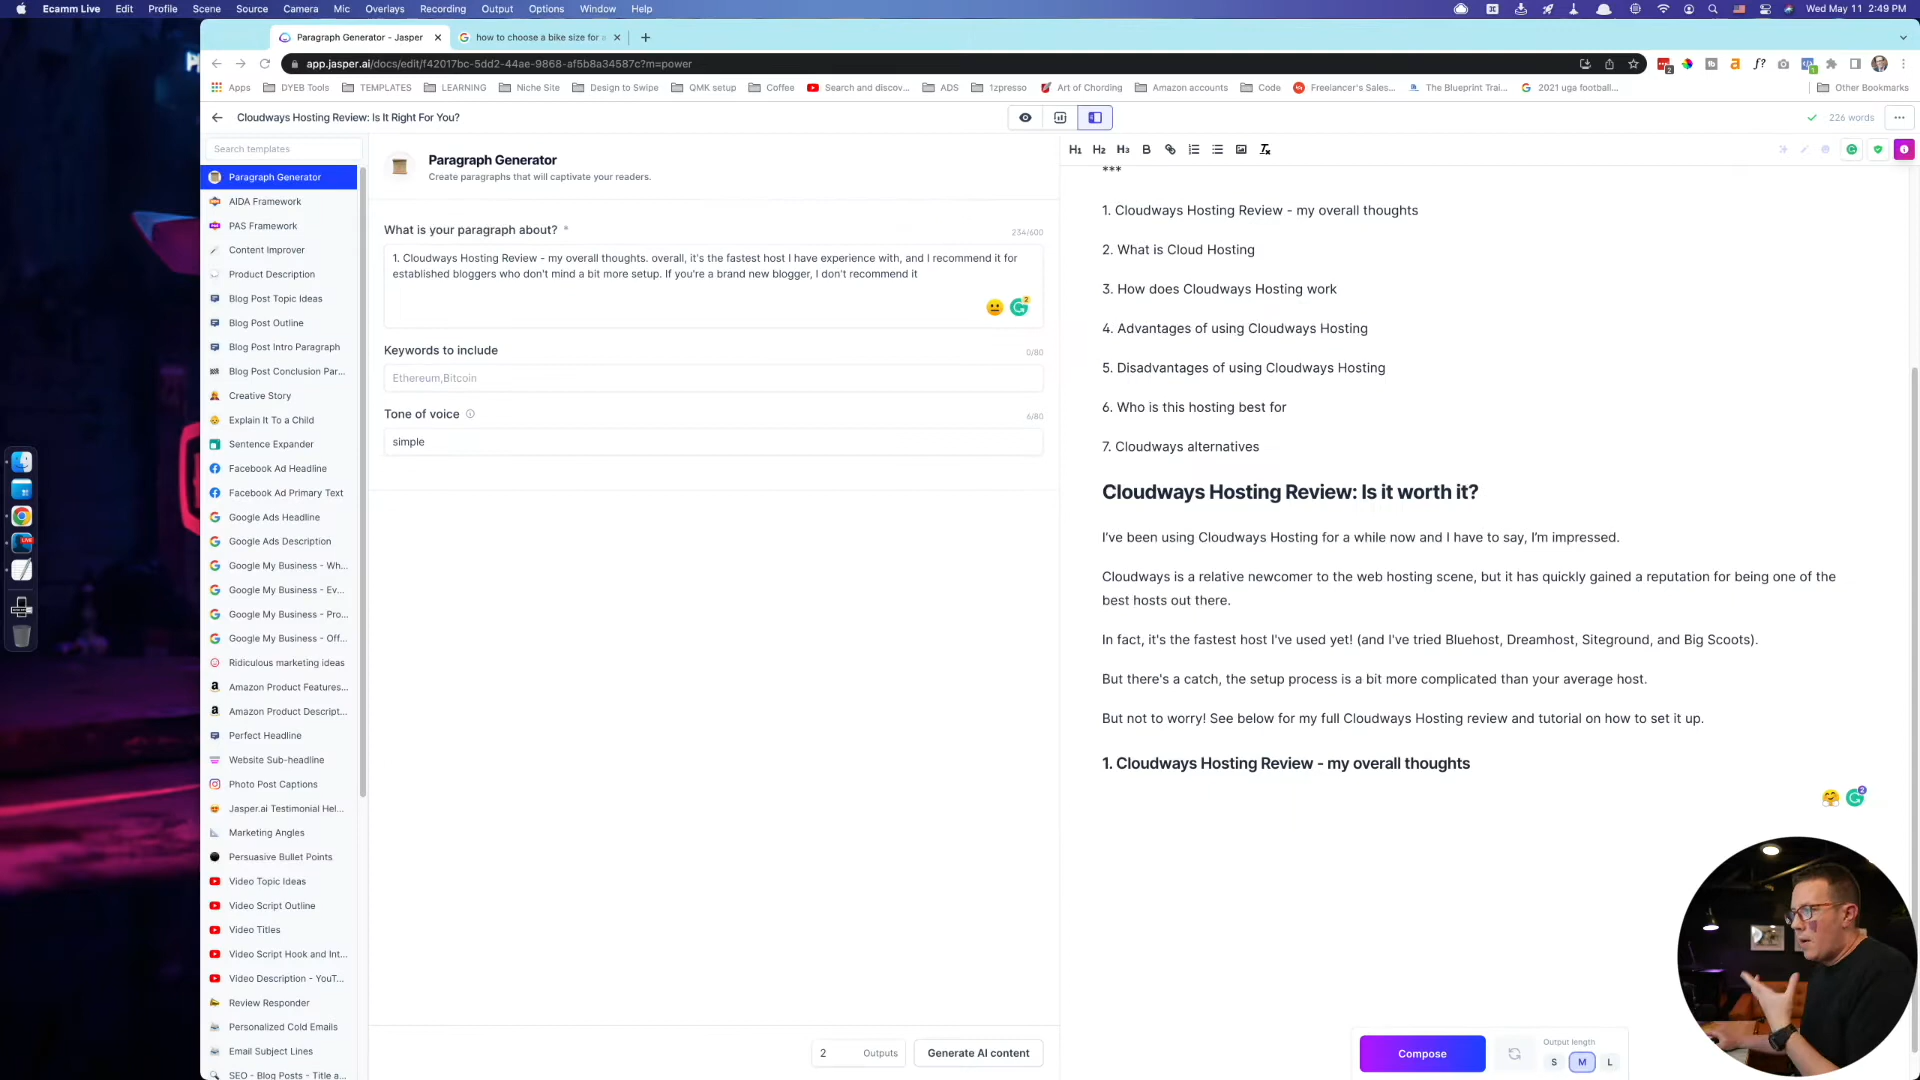 Ecamm Live Edit Profile Scene Source Camera Mic Overlays Recording Output Options Window Help
Wed May 11 2:49 PM
Paragraph Generator - Jasper
how to choose a bike size for
app.jasper.ai/docs/edit/f42017bc-5dd2-44ae-9868-af5b8a34587c?m=power
Apps DYEB Tools TEMPLATES LEARNING Niche Site Design to Swipe QMK setup Coffee Search and discov... ADS 1zpresso Art of Chording Amazon accounts Code Freelancer's Sales... The Blueprint Trai... 2021 uga football... Other Bookmarks
Cloudways Hosting Review: Is It Right For You?
226 words
Search templates
Paragraph Generator
AIDA Framework
PAS Framework
Content Improver
Product Description
Blog Post Topic Ideas
Blog Post Outline
Blog Post Intro Paragraph
Blog Post Conclusion Par...
Creative Story
Explain It To a Child
Sentence Expander
Facebook Ad Headline
Facebook Ad Primary Text
Google Ads Headline
Google Ads Description
Google My Business - Wh...
Google My Business - Ev...
Google My Business - Pro...
Google My Business - Off...
Ridiculous marketing ideas
Amazon Product Features...
Amazon Product Descript...
Perfect Headline
Website Sub-headline
Photo Post Captions
Jasper.ai Testimonial Hel...
Marketing Angles
Persuasive Bullet Points
Video Topic Ideas
Video Script Outline
Video Titles
Video Script Hook and Int...
Video Description - YouT...
Review Responder
Personalized Cold Emails
Email Subject Lines
SEO - Blog Posts - Title a...
Paragraph Generator
Create paragraphs that will captivate your readers.
What is your paragraph about? *
234/600
1. Cloudways Hosting Review - my overall thoughts. overall, it's the fastest host I have experience with, and I recommend it for
established bloggers who don't mind a bit more setup. If you're a brand new blogger, I don't recommend it
2
Keywords to include
0/80
Ethereum,Bitcoin
Tone of voice
6/80
simple
2 Outputs
Generate AI content
H1 H2 H3 B
***
1. Cloudways Hosting Review - my overall thoughts
2. What is Cloud Hosting
3. How does Cloudways Hosting work
4. Advantages of using Cloudways Hosting
5. Disadvantages of using Cloudways Hosting
6. Who is this hosting best for
7. Cloudways alternatives
Cloudways Hosting Review: Is it worth it?
I've been using Cloudways Hosting for a while now and I have to say, I'm impressed.
Cloudways is a relative newcomer to the web hosting scene, but it has quickly gained a reputation for being one of the
best hosts out there.
In fact, it's the fastest host I've used yet! (and I've tried Bluehost, Dreamhost, Siteground, and Big Scoots).
But there's a catch, the setup process is a bit more complicated than your average host.
But not to worry! See below for my full Cloudways Hosting review and tutorial on how to set it up.
1. Cloudways Hosting Review - my overall thoughts
2
Compose
Output length
S M L